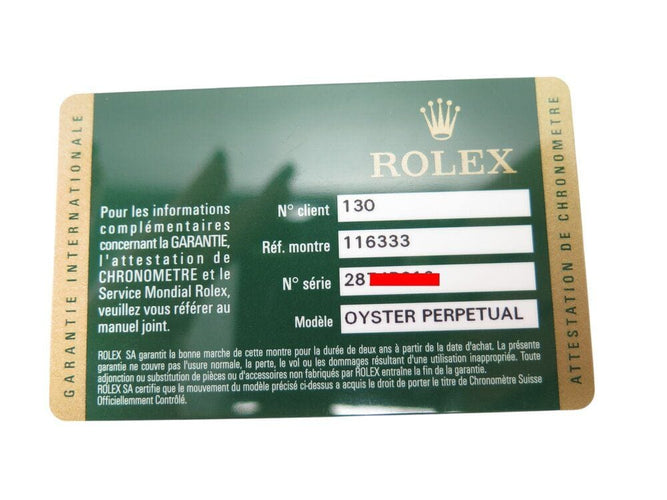 GARANTIE INTERNATIONALE
ROLEX
Pour les informations
complémentaires
concernant la GARANTIE,
l'attestation de
CHRONOMETRE et le
Service Mondial Rolex,
veuillez vous référer au
manuel joint.
N° client 130
Réf. montre 116333
N° série 28
Modèle OYSTER PERPETUAL
ROLEX SA garantit la bonne marche de cette montre pour la durée de deux ans à partir de la date d'achat. La présente
garantie ne couvre pas l'usure normale, la perte, le vol ou les dommages résultant d'une utilisation inappropriée. Toute
adjonction ou substitution de pièces ou d'accessoires non fabriqués par ROLEX entraîne la fin de la garantie.
ROLEX SA certifie que le mouvement du modèle précisé ci-dessus a acquis le droit de porter le titre de Chronomètre Suisse
Officiellement Contrôlé.
ATTESTATION DE CHRONOMETRE